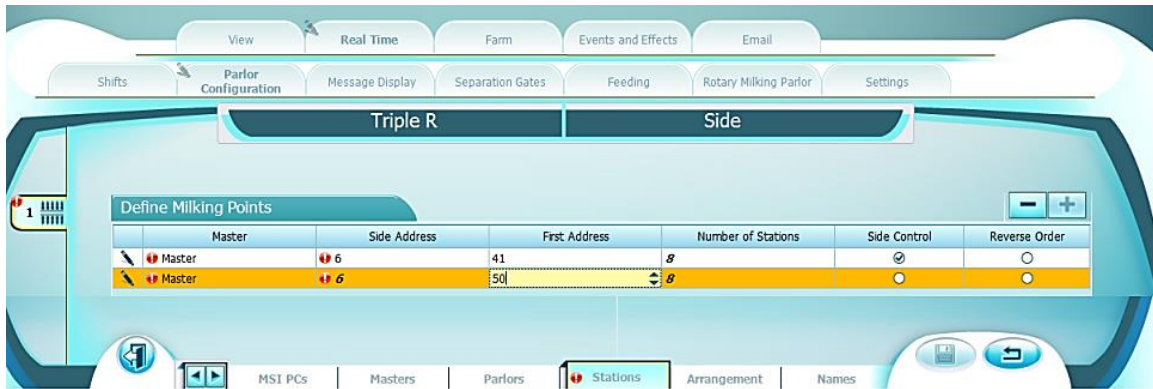 View Real Time Farm Events and Effects Email
Shifts Parlor Configuration Message Display Separation Gates Feeding Rotary Milking Parlor Settings
Triple R Side
1
Define Milking Points
Master Side Address First Address Number of Stations Side Control Reverse Order
Master 6 41 8
Master 6 50 8
MSI PCs Masters Parlors Stations Arrangement Names